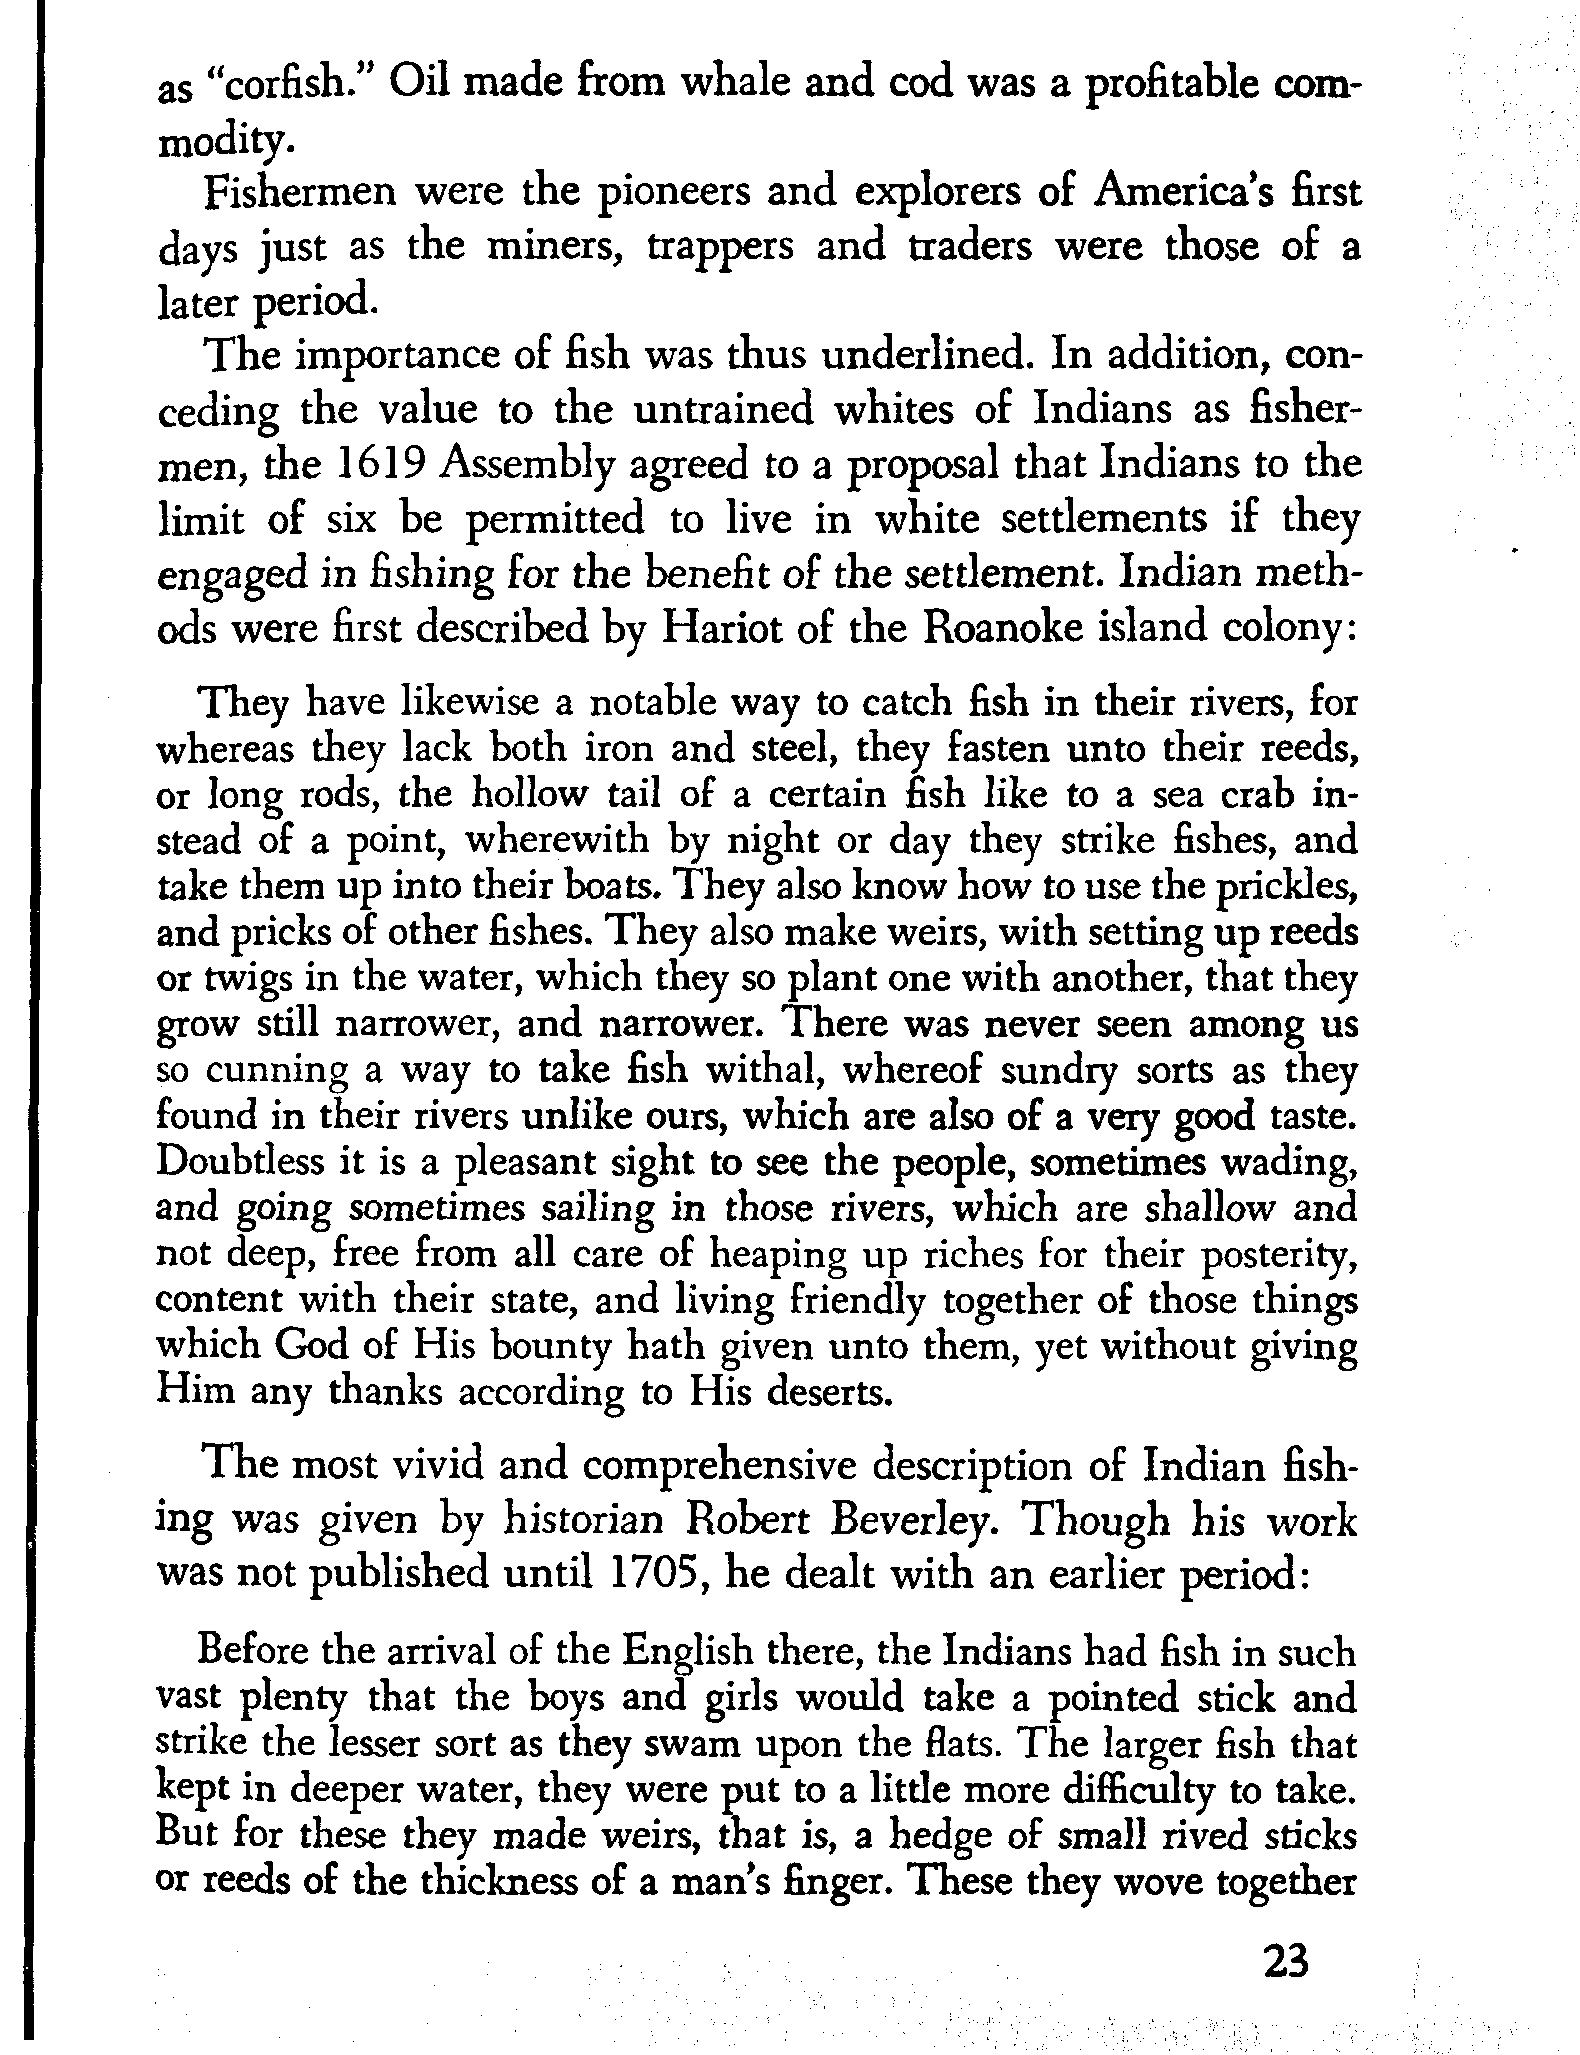 as “corfish.” Oil made from whale and cod was a profitable com-
modity.
Fishermen were the pioneers and explorers of America's first
days just as the miners, trappers and traders were those of a
later period.
The importance of fish was thus underlined. In addition, con-
ceding the value to the untrained whites of Indians as fisher-
men, the 1619 Assembly agreed to a proposal that Indians to the
limit of six be permitted to live in white settlements if they
engaged in fishing for the benefit of the settlement. Indian meth-
ods were first described by Hariot of the Roanoke island colony:
They have likewise a notable way to catch fish in their rivers, for
whereas they lack both iron and steel, they fasten unto their reeds,
or long rods, the hollow tail of a certain fish like to a sea crab in-
stead of a point, wherewith by night or day they strike fishes, and
take them up into their boats. They also know how to use the prickles,
and pricks of other fishes. They also make weirs, with setting up reeds
or twigs in the water, which they so plant one with another, that they
grow still narrower, and narrower. There was never seen among us
so cunning a way to take fish withal, whereof sundry sorts as they
found in their rivers unlike ours, which are also of a very good taste.
Doubtless it is a pleasant sight to see the people, sometimes wading,
and going sometimes sailing in those rivers, which are shallow and
not deep, free from all care of heaping up riches for their posterity,
content with their state, and living friendly together of those things
which God of His bounty hath given unto them, yet without giving
Him any thanks according to His deserts.
The most vivid and comprehensive description of Indian fish-
ing was given by historian Robert Beverley. Though his work
was not published until 1705, he dealt with an earlier period:
Before the arrival of the English there, the Indians had fish in such
vast plenty that the boys and girls would take a pointed stick and
strike the lesser sort as they swam upon the flats. The larger fish that
kept in deeper water, they were put to a little more difficulty to take.
But for these they made weirs, that is, a hedge of small rived sticks
or reeds of the thickness of a man's finger. These they wove together
23